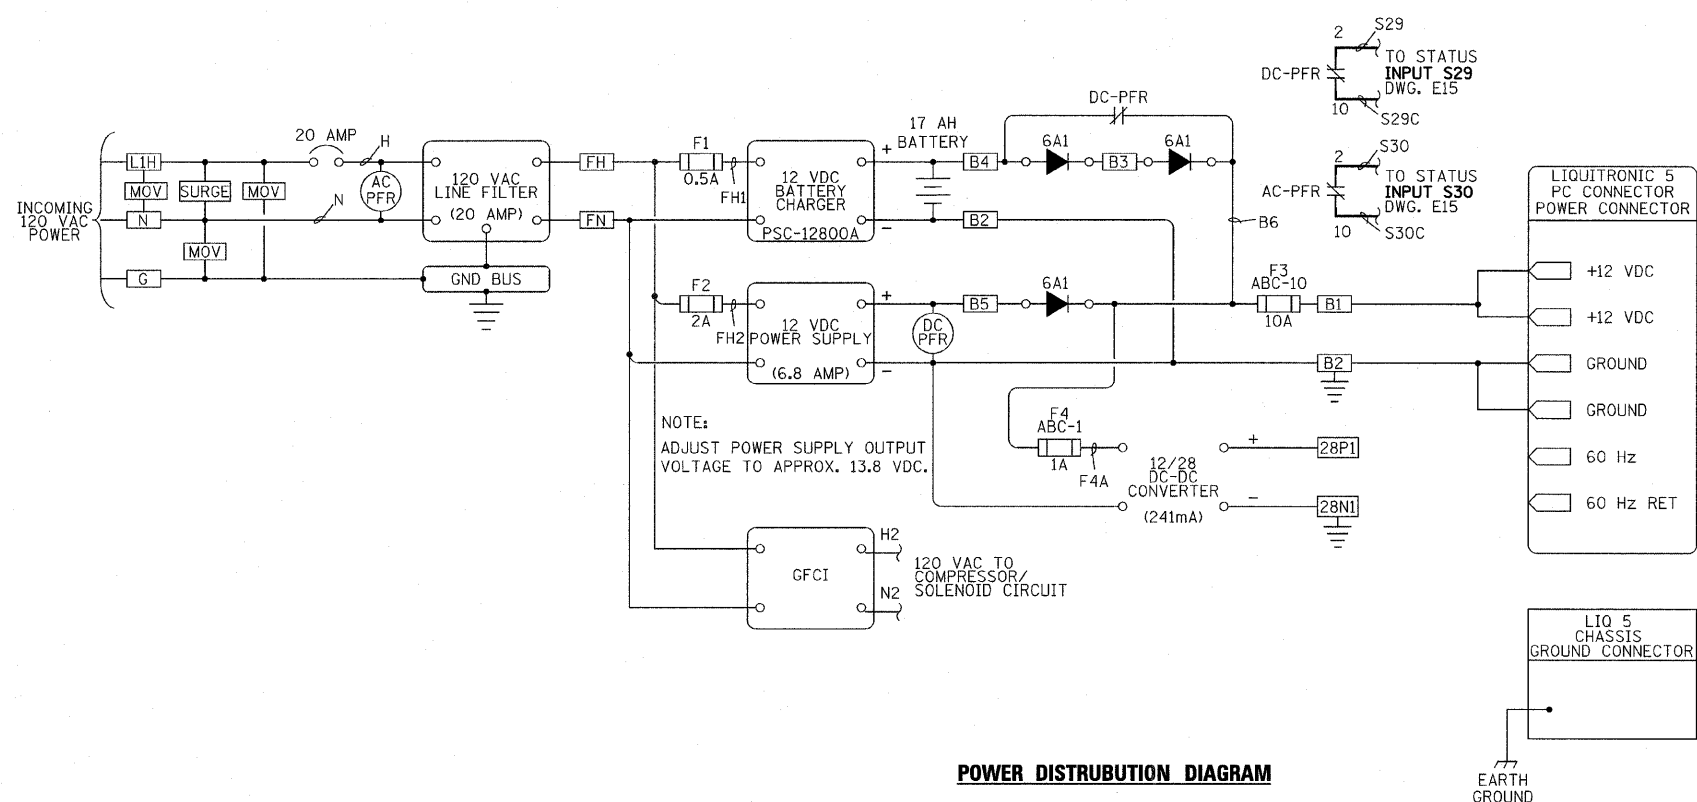 INCOMING
120 VAC
POWER
L1H
MOV
N
G
SURGE
MOV
MOV
20 AMP
H
N
AC
PFR
120 VAC
LINE FILTER
(20 AMP)
GND BUS
FH
FN
F1
0.5A
FH1
F2
2A
FH2
12 VDC
BATTERY
CHARGER
PSC-12800A
12 VDC
POWER SUPPLY
(6.8 AMP)
+
-
+
-
17 AH
BATTERY
B4
B2
B5
DC
PFR
DC-PFR
6A1
B3
6A1
6A1
B6
F3
ABC-10
10A
B1
B2
F4
ABC-1
1A
F4A
12/28
DC-DC
CONVERTER
(241mA)
+
-
28P1
28N1
NOTE:
ADJUST POWER SUPPLY OUTPUT
VOLTAGE TO APPROX. 13.8 VDC.
GFCI
H2
N2
120 VAC TO
COMPRESSOR/
SOLENOID CIRCUIT
DC-PFR
2
10
S29
S29C
TO STATUS
INPUT S29
DWG. E15
AC-PFR
2
10
S30
S30C
TO STATUS
INPUT S30
DWG. E15
LIQUITRONIC 5
PC CONNECTOR
POWER CONNECTOR
+12 VDC
+12 VDC
GROUND
GROUND
60 Hz
60 Hz RET
LIQ 5
CHASSIS
GROUND CONNECTOR
EARTH
GROUND
POWER DISTRUBUTION DIAGRAM